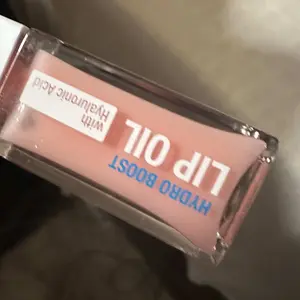 HYDRO BOOST
LIP OIL
with
Hyaluronic Acid